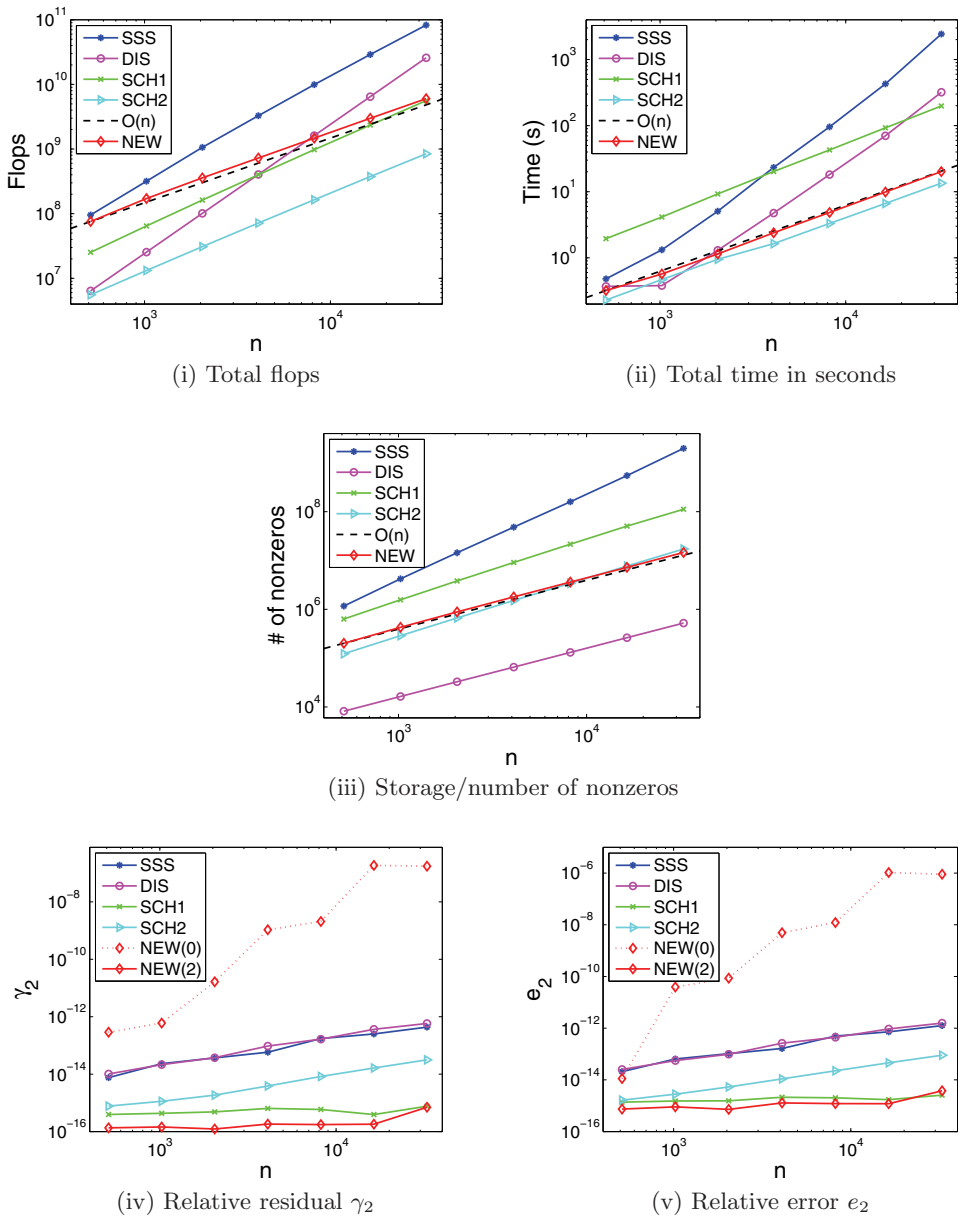 10^11
10^10
10^9
10^8
10^7
Flops
SSS
DIS
SCH1
SCH2
O(n)
NEW
10^3
10^4
n
(i) Total flops
10^3
10^2
10^1
10^0
Time (s)
SSS
DIS
SCH1
SCH2
O(n)
NEW
10^3
10^4
n
(ii) Total time in seconds
10^8
10^6
10^4
# of nonzeros
SSS
DIS
SCH1
SCH2
O(n)
NEW
10^3
10^4
n
(iii) Storage/number of nonzeros
10^-8
10^-10
10^-12
10^-14
10^-16
γ_2
SSS
DIS
SCH1
SCH2
NEW(0)
NEW(2)
10^3
10^4
n
(iv) Relative residual γ_2
10^-6
10^-8
10^-10
10^-12
10^-14
10^-16
e_2
SSS
DIS
SCH1
SCH2
NEW(0)
NEW(2)
10^3
10^4
n
(v) Relative error e_2